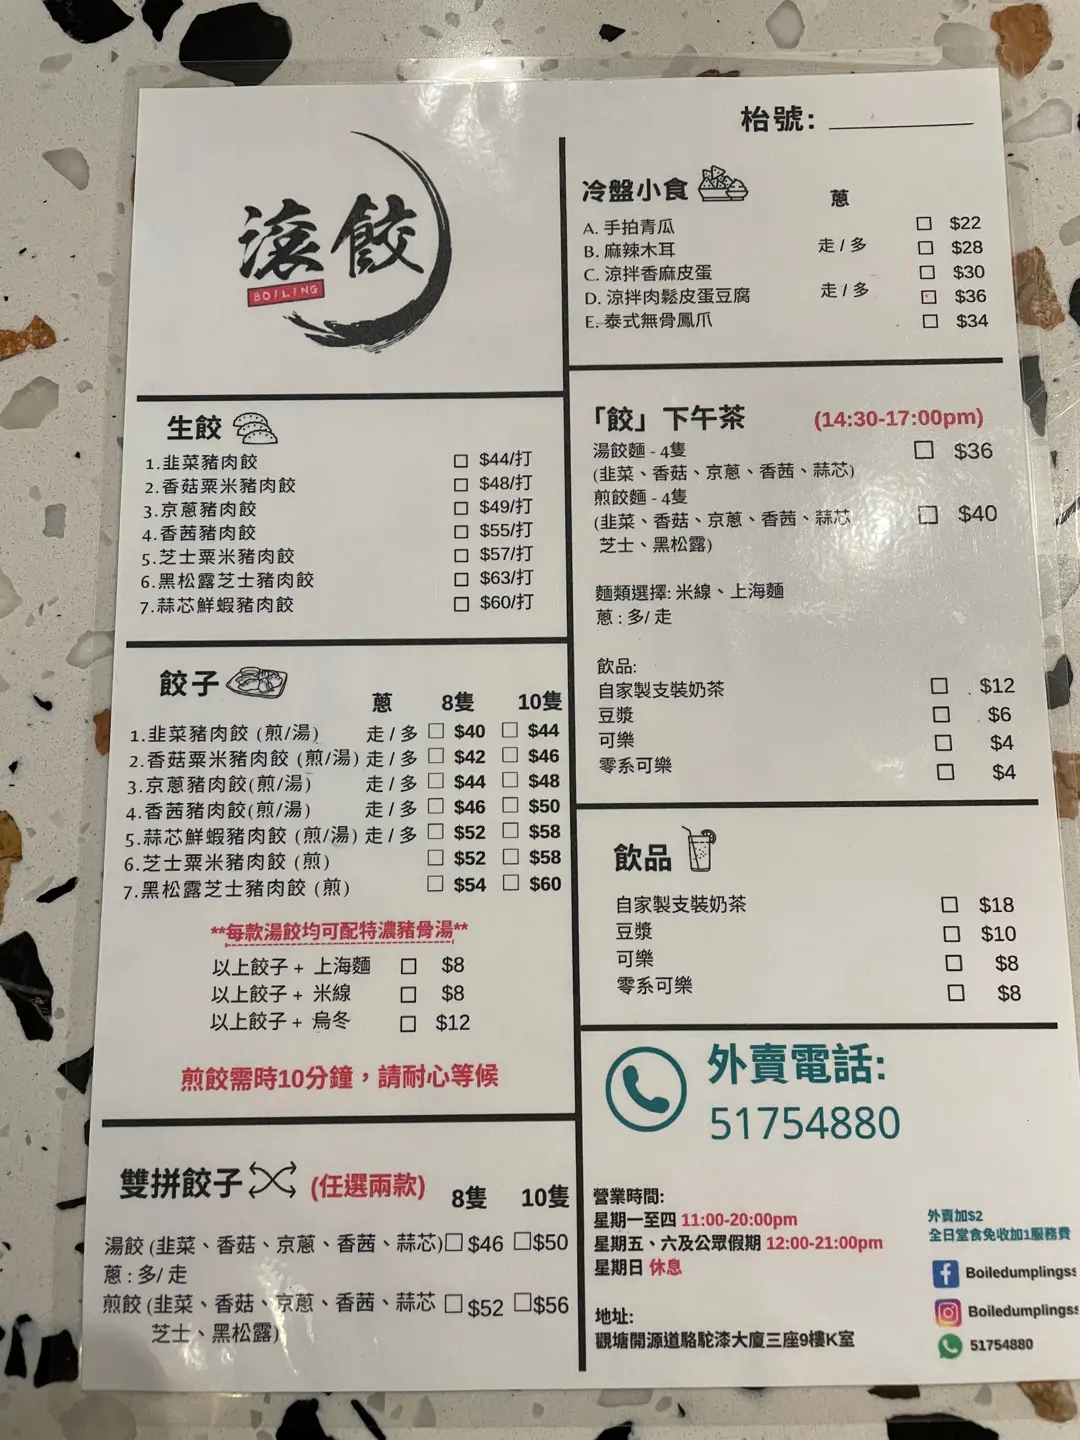 枱號:
滾餃
BOILING
冷盤小食 蔥
A. 手拍青瓜 $22
B. 麻辣木耳 走 / 多 $28
C. 涼拌香麻皮蛋 $30
D. 涼拌肉鬆皮蛋豆腐 走 / 多 $36
E. 泰式無骨鳳爪 $34
生餃
1.韭菜豬肉餃 $44/打
2.香菇粟米豬肉餃 $48/打
3.京蔥豬肉餃 $49/打
4.香茜豬肉餃 $55/打
5.芝士粟米豬肉餃 $57/打
6.黑松露芝士豬肉餃 $63/打
7.蒜芯鮮蝦豬肉餃 $60/打
餃子 蔥 8隻 10隻
1.韭菜豬肉餃 (煎/湯) 走 / 多 $40 $44
2.香菇粟米豬肉餃 (煎/湯) 走 / 多 $42 $46
3.京蔥豬肉餃(煎/湯) 走 / 多 $44 $48
4.香茜豬肉餃(煎/湯) 走 / 多 $46 $50
5.蒜芯鮮蝦豬肉餃 (煎/湯) 走 / 多 $52 $58
6.芝士粟米豬肉餃 (煎) $52 $58
7.黑松露芝士豬肉餃 (煎) $54 $60
**每款湯餃均可配特濃豬骨湯**
以上餃子 + 上海麵 $8
以上餃子 + 米線 $8
以上餃子 + 烏冬 $12
煎餃需時10分鐘，請耐心等候
雙拼餃子 (任選兩款) 8隻 10隻
湯餃 (韭菜、香菇、京蔥、香茜、蒜芯) $46 $50
蔥 : 多/ 走
煎餃 (韭菜、香菇、京蔥、香茜、蒜芯 $52 $56
芝士、黑松露)
「餃」下午茶 (14:30-17:00pm)
湯餃麵 - 4隻 $36
(韭菜、香菇、京蔥、香茜、蒜芯)
煎餃麵 - 4隻
(韭菜、香菇、京蔥、香茜、蒜芯 $40
芝士、黑松露)
麵類選擇: 米線、上海麵
蔥 : 多/ 走
飲品:
自家製支裝奶茶 $12
豆漿 $6
可樂 $4
零系可樂 $4
飲品
自家製支裝奶茶 $18
豆漿 $10
可樂 $8
零系可樂 $8
外賣電話:
51754880
營業時間:
星期一至四 11:00-20:00pm
星期五、六及公眾假期 12:00-21:00pm
星期日 休息
地址:
觀塘開源道駱駝漆大廈三座9樓K室
外賣加$2
全日堂食免收加1服務費
Boiledumplingss
Boiledumplingss
51754880